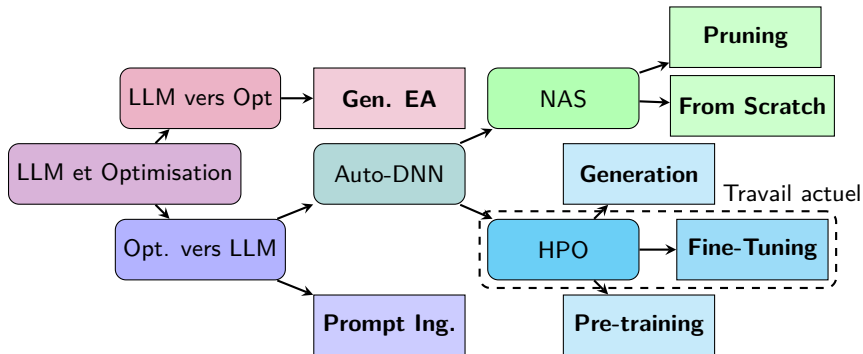 Pruning
LLM vers Opt
Gen. EA
NAS
From Scratch
LLM et Optimisation
Auto-DNN
Generation
Travail actuel
Opt. vers LLM
HPO
Fine-Tuning
Prompt Ing.
Pre-training